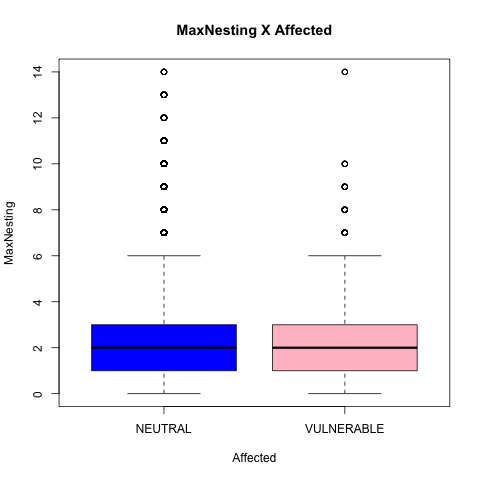 MaxNesting X Affected
MaxNesting
14
12
10
8
6
4
2
0
NEUTRAL
VULNERABLE
Affected